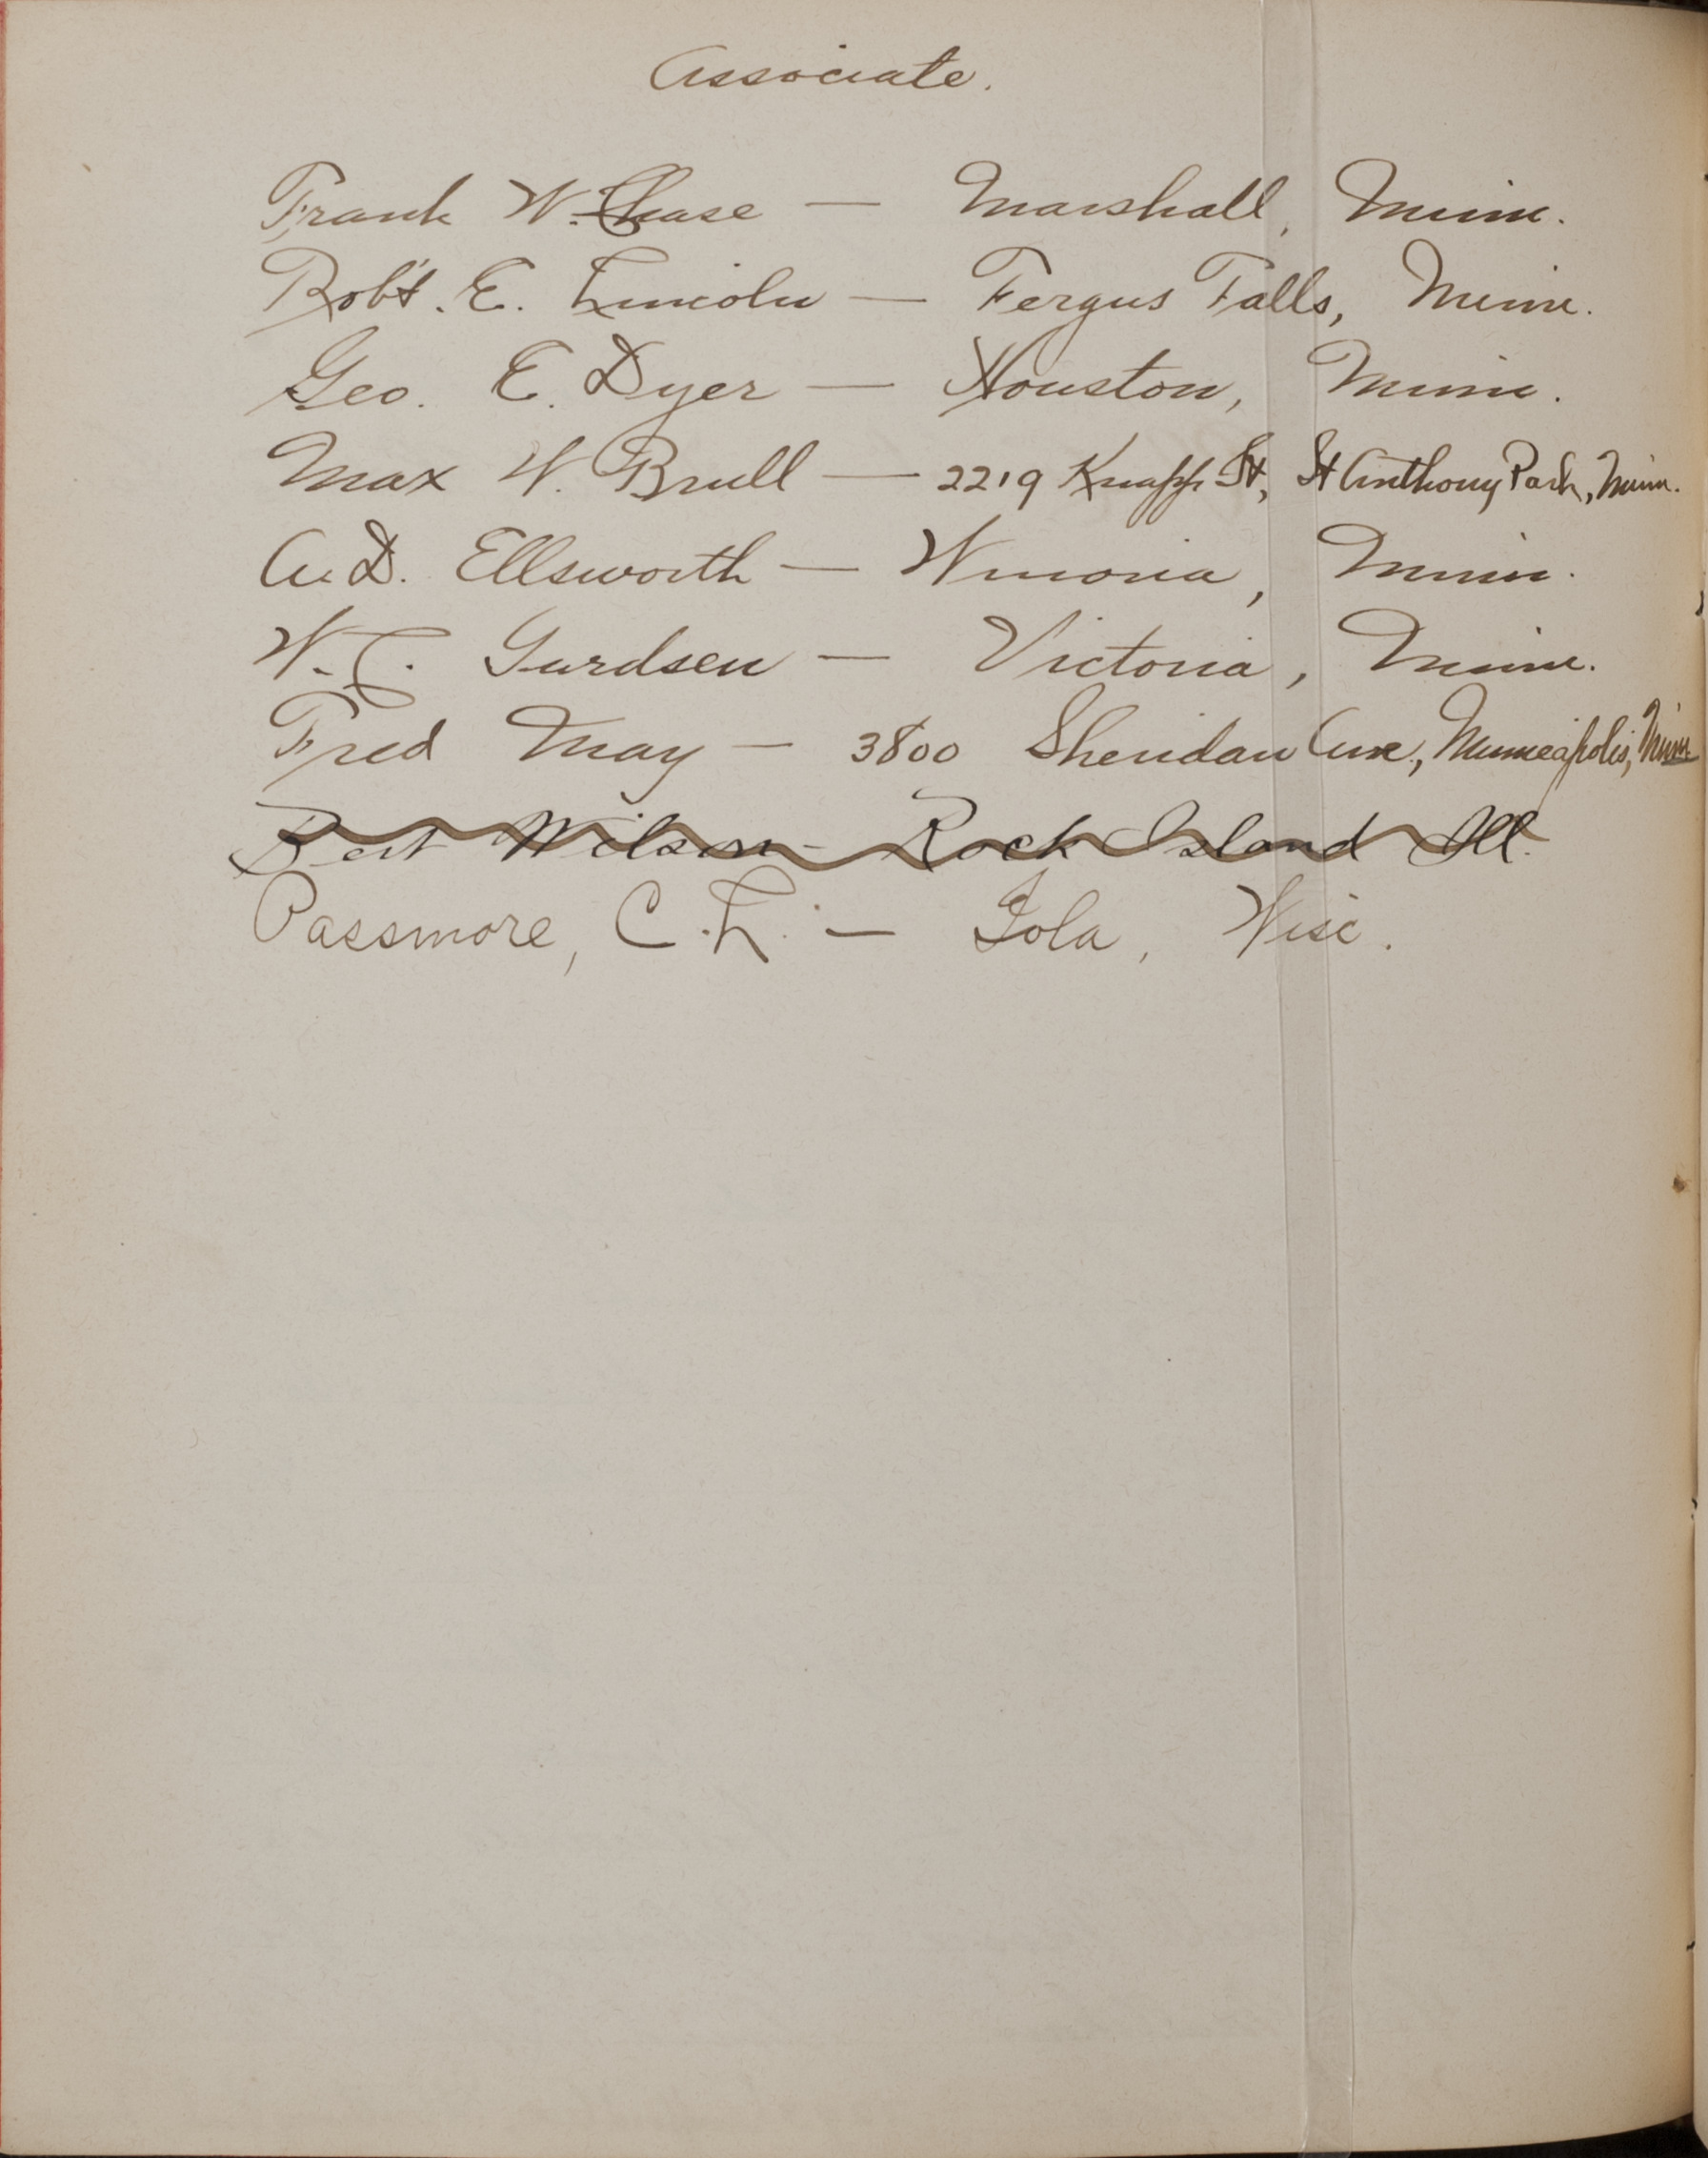 Associate.
Frank W. Chase — Marshall, Minn.
Rob't. E. Lincoln — Fergus Falls, Minn.
Geo. E. Dyer — Houston, Minn.
Max W. Brull — 2219 Knapp St, St Anthony Park, Minn.
A. D. Ellsworth — Winona, Minn.
W. C. Gurdsen — Victoria, Minn.
Fred May — 3800 Sheridan Ave., Minneapolis, Minn
Bert Wilson - Rock Island Ill.
Passmore, C. L. — Iola, Wisc.